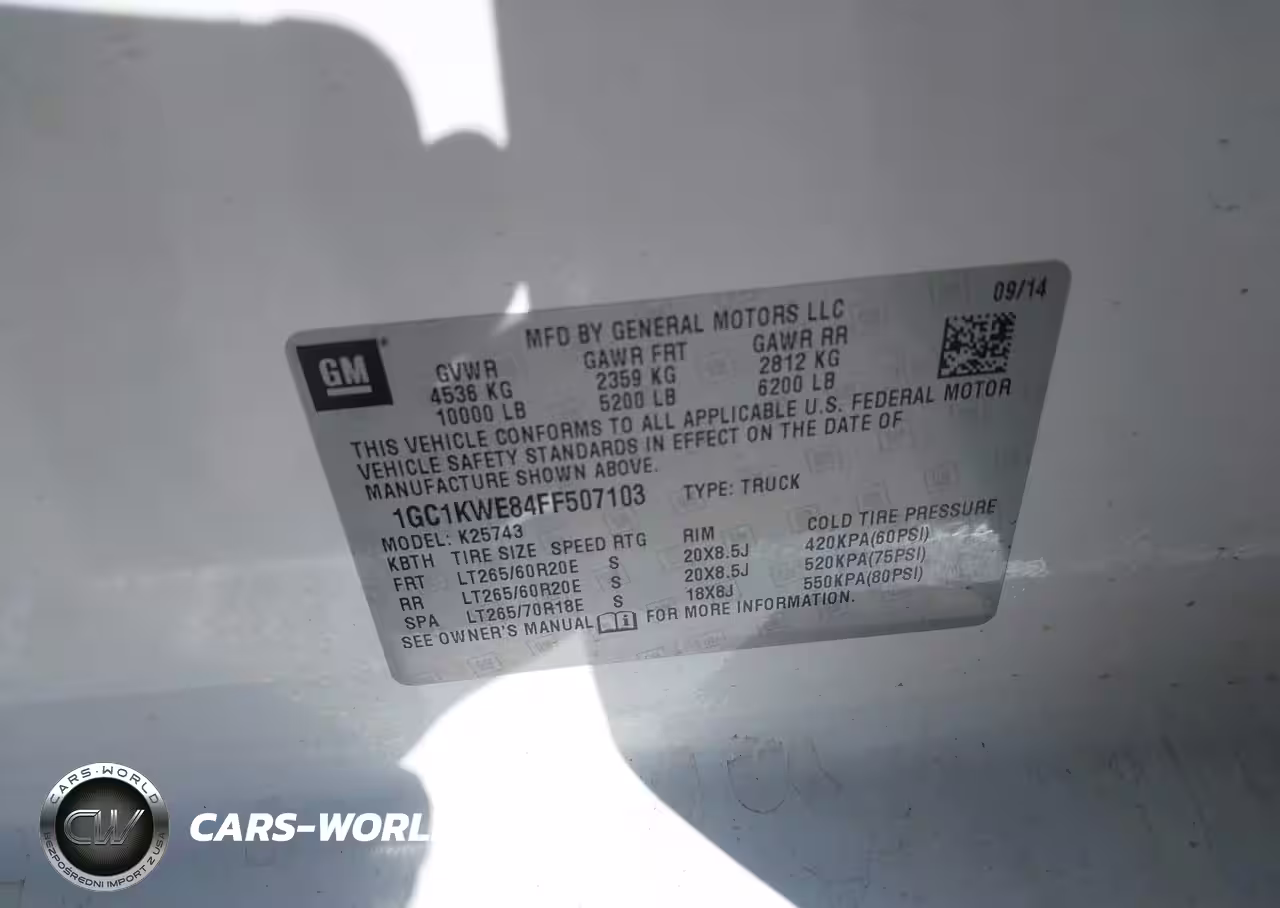 09/14
MFD BY GENERAL MOTORS LLC
GM®
GVWR GAWR FRT GAWR RR
4536 KG 2359 KG 2812 KG
10000 LB 5200 LB 6200 LB
THIS VEHICLE CONFORMS TO ALL APPLICABLE U.S. FEDERAL MOTOR
VEHICLE SAFETY STANDARDS IN EFFECT ON THE DATE OF
MANUFACTURE SHOWN ABOVE.
1GC1KWE84FF507103 TYPE: TRUCK
MODEL: K25743
KBTH TIRE SIZE SPEED RTG RIM COLD TIRE PRESSURE
FRT LT265/60R20E S 20X8.5J 420KPA(60PSI)
RR LT265/60R20E S 20X8.5J 520KPA(75PSI)
SPA LT265/70R18E S 18X8J 550KPA(80PSI)
SEE OWNER'S MANUAL FOR MORE INFORMATION.
CARS-WORLD
CW
BEZPOŚREDNI IMPORT Z USA
CARS-WORL